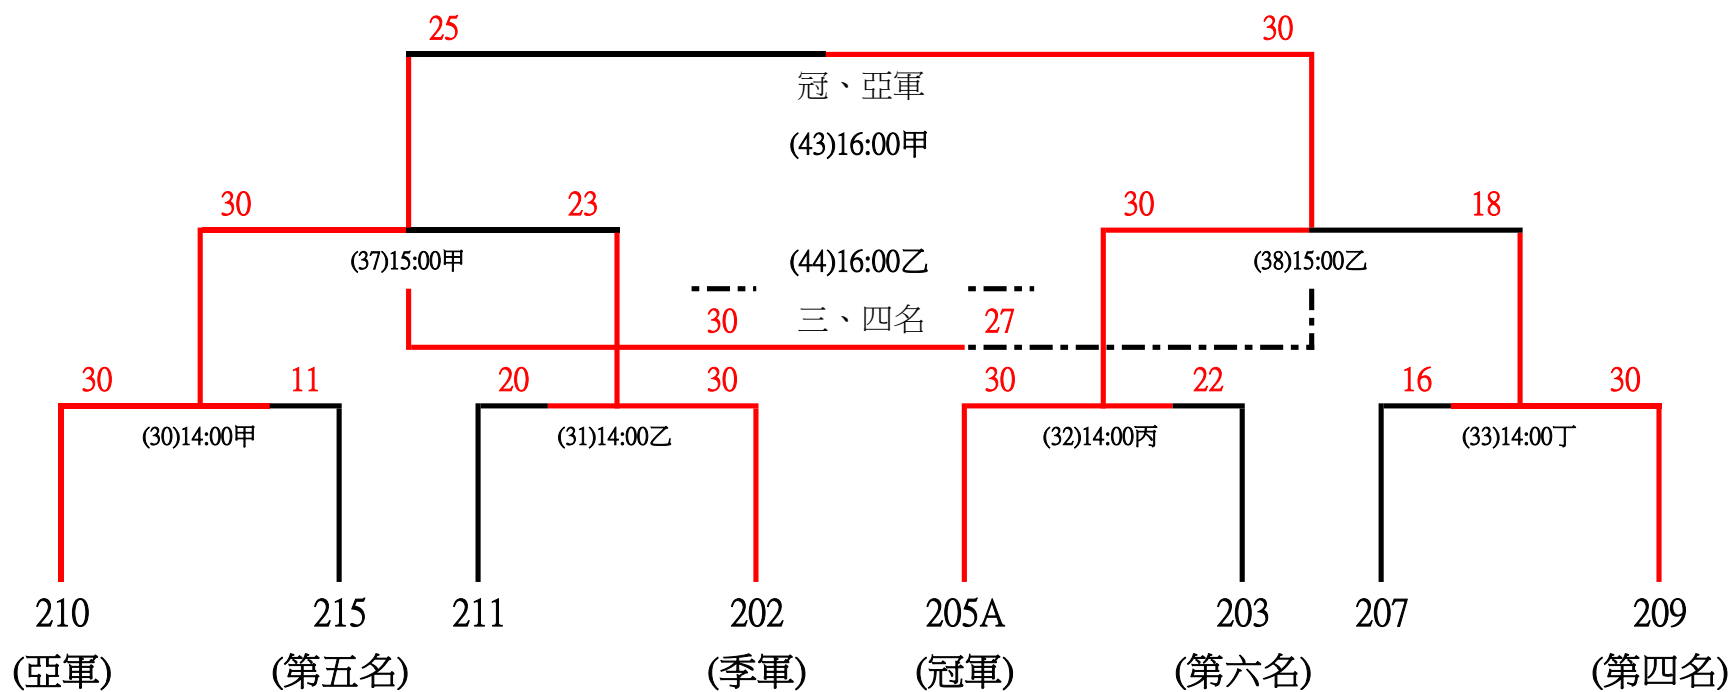 25 30
冠、亞軍
(43)16:00甲
30 23 30 18
(37)15:00甲 (44)16:00乙 (38)15:00乙
30 三、四名 27
30 11 20 30 30 22 16 30
(30)14:00甲 (31)14:00乙 (32)14:00丙 (33)14:00丁
210 215 211 202 205A 203 207 209
(亞軍) (第五名) (季軍) (冠軍) (第六名) (第四名)